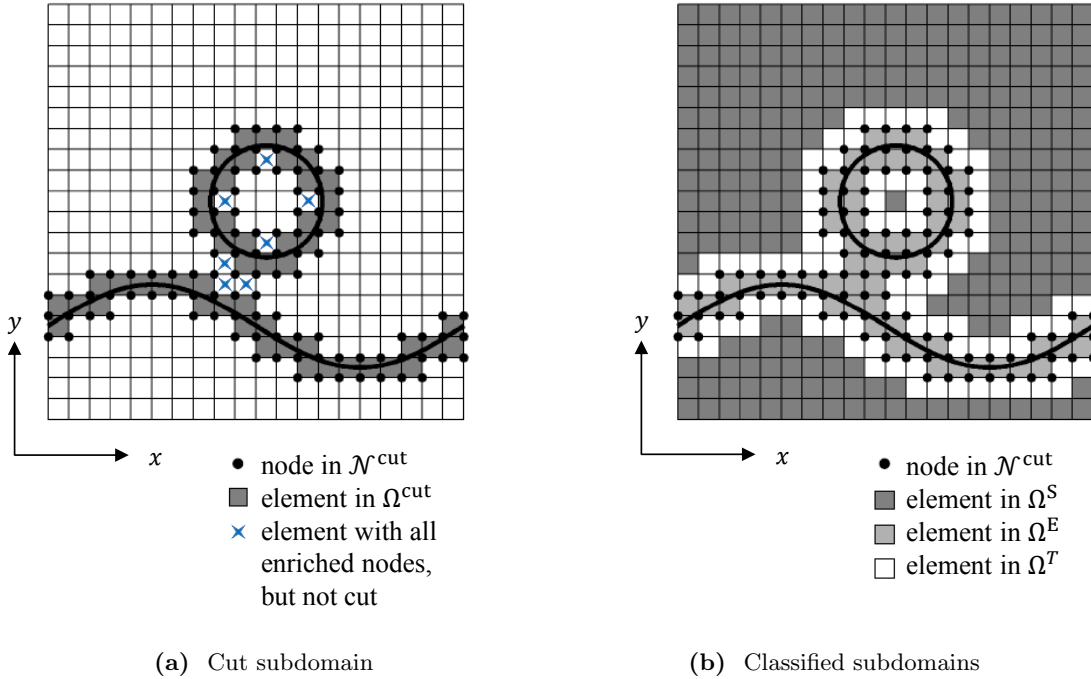 y
x
node in 𝒩^cut
element in Ω^cut
element with all
enriched nodes,
but not cut
(a) Cut subdomain
y
x
node in 𝒩^cut
element in Ω^S
element in Ω^E
element in Ω^T
(b) Classified subdomains